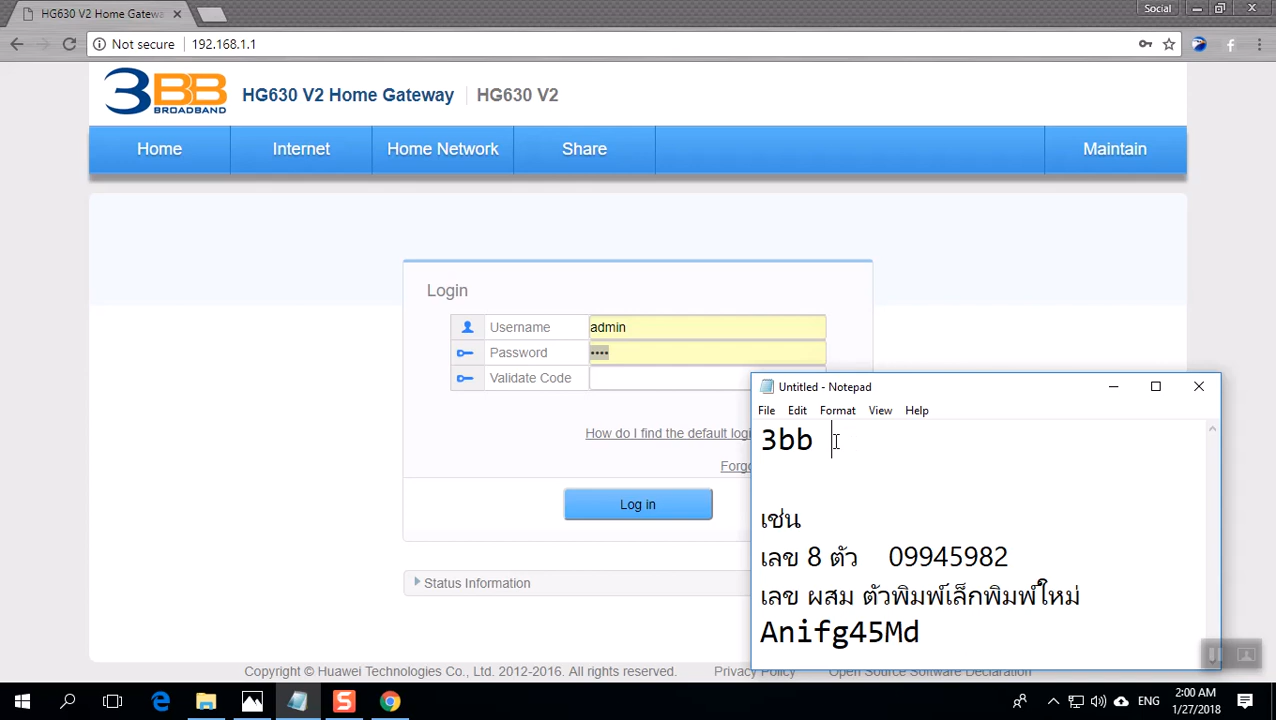 HG630 V2 Home Gatewa
Social
Not secure
192.168.1.1
3BB
BROADBAND
HG630 V2 Home Gateway
HG630 V2
Home
Internet
Home Network
Share
Maintain
Login
Username
admin
Password
••••
Validate Code
How do I find the default logi
Forgo
Log in
Status Information
Untitled - Notepad
File Edit Format View Help
3bb
เช่น
เลข 8 ตัว 09945982
เลข ผสม ตัวพิมพ์เล็กพิมพ์ใหม่
Anifg45Md
Copyright © Huawei Technologies Co., Ltd. 2012-2016. All rights reserved.
Privacy Policy
Open Source Software Declaration
ENG
2:00 AM
1/27/2018